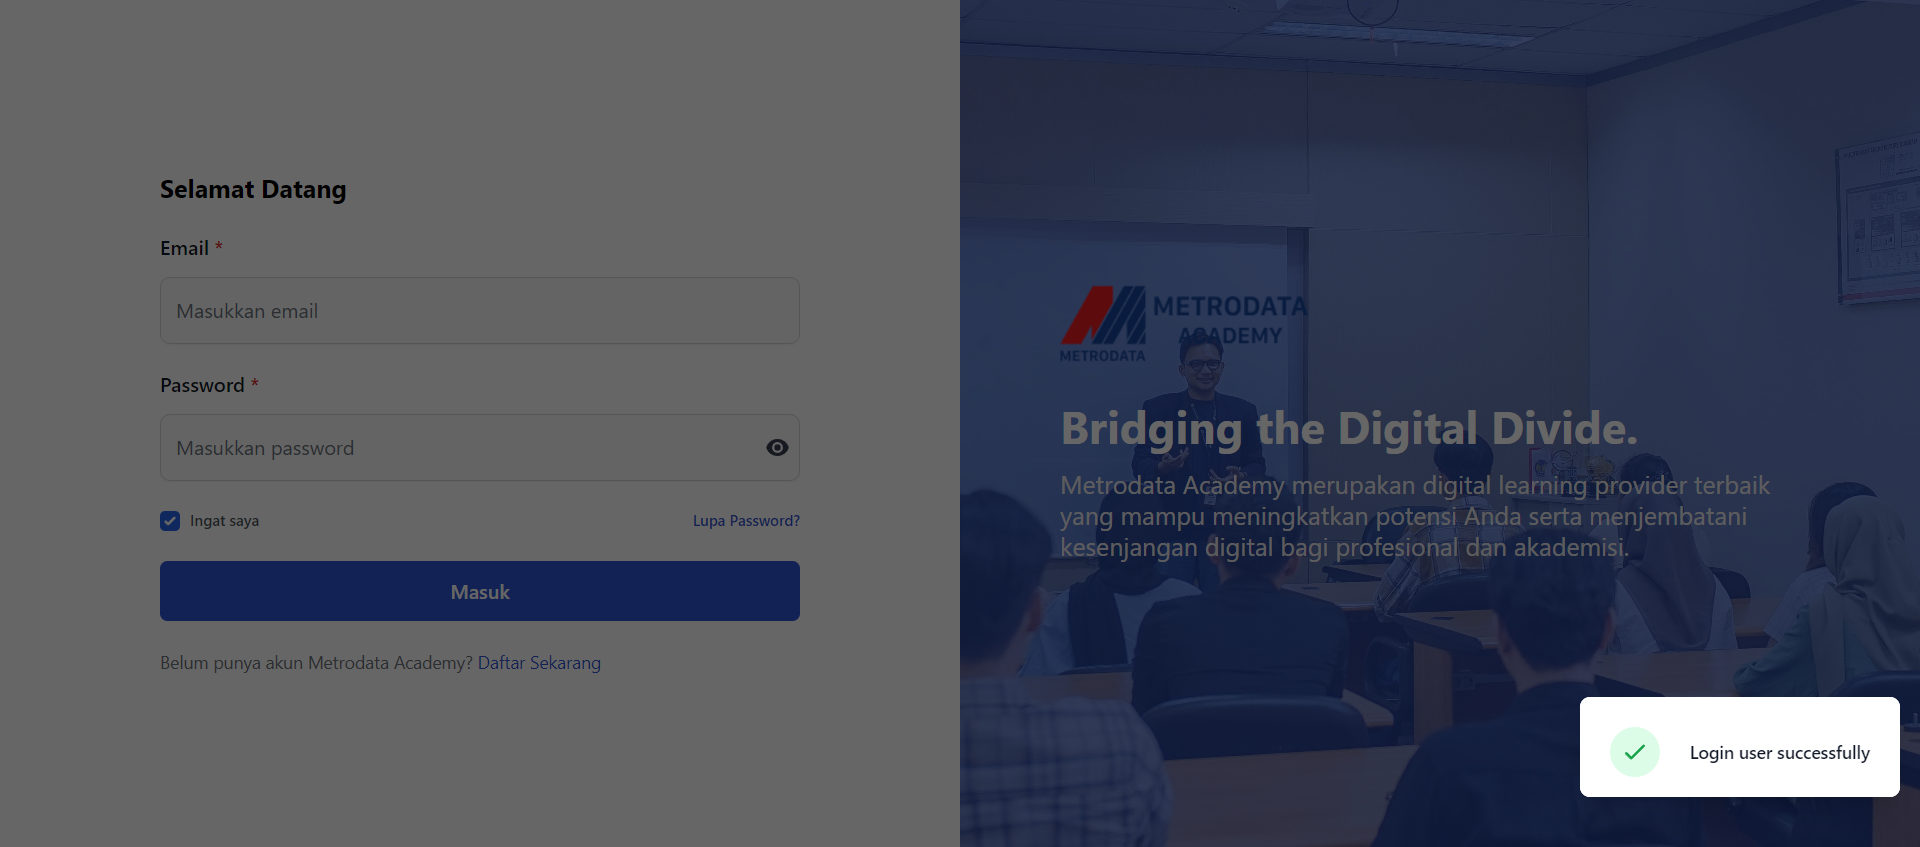 Selamat Datang
Email *
Masukkan email
Password *
Masukkan password
Ingat saya
Lupa Password?
Masuk
Belum punya akun Metrodata Academy? Daftar Sekarang
METRODATA
ACADEMY
METRODATA
Bridging the Digital Divide.
Metrodata Academy merupakan digital learning provider terbaik
yang mampu meningkatkan potensi Anda serta menjembatani
kesenjangan digital bagi profesional dan akademisi.
Login user successfully